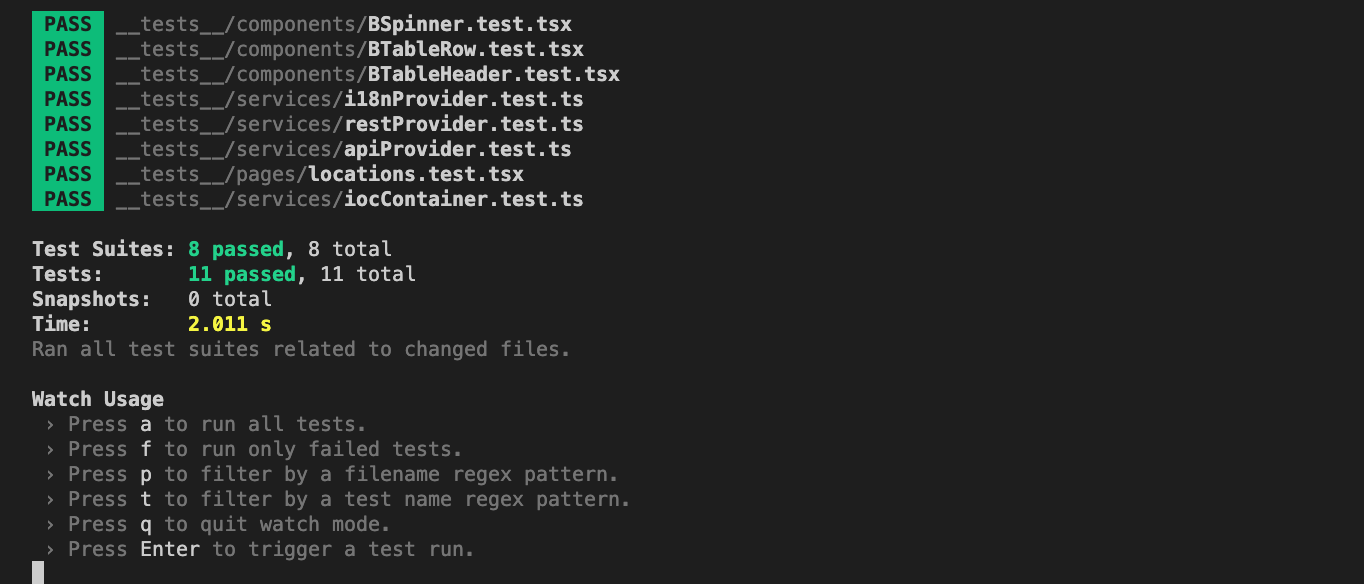 PASS __tests__/components/BSpinner.test.tsx
PASS __tests__/components/BTableRow.test.tsx
PASS __tests__/components/BTableHeader.test.tsx
PASS __tests__/services/i18nProvider.test.ts
PASS __tests__/services/restProvider.test.ts
PASS __tests__/services/apiProvider.test.ts
PASS __tests__/pages/locations.test.tsx
PASS __tests__/services/iocContainer.test.ts
Test Suites: 8 passed, 8 total
Tests: 11 passed, 11 total
Snapshots: 0 total
Time: 2.011 s
Ran all test suites related to changed files.
Watch Usage
› Press a to run all tests.
› Press f to run only failed tests.
› Press p to filter by a filename regex pattern.
› Press t to filter by a test name regex pattern.
› Press q to quit watch mode.
› Press Enter to trigger a test run.